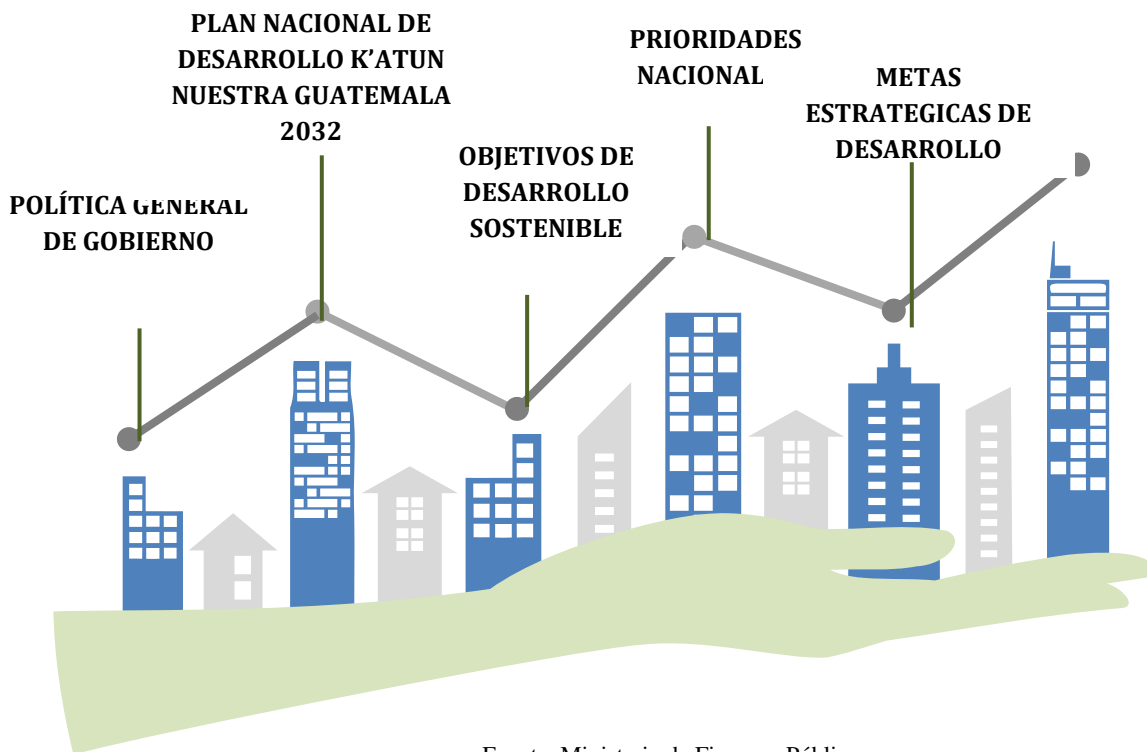 PLAN NACIONAL DE
DESARROLLO K’ATUN
NUESTRA GUATEMALA
2032
PRIORIDADES
NACIONAL
METAS
ESTRATEGICAS DE
DESARROLLO
OBJETIVOS DE
DESARROLLO
SOSTENIBLE
POLÍTICA GENERAL
DE GOBIERNO